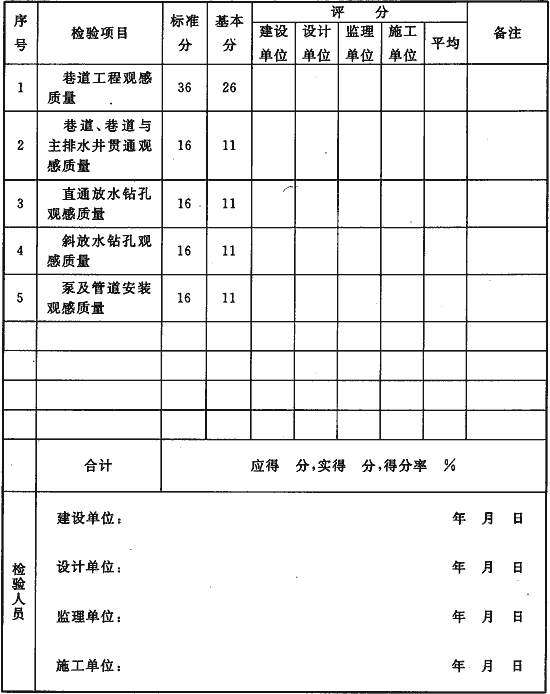 序号 检验项目 标准分 基本分 评 分 备注
建设单位 设计单位 监理单位 施工单位 平均
1 巷道工程观感质量 36 26
2 巷道、巷道与主排水井贯通观感质量 16 11
3 直通放水钻孔观感质量 16 11
4 斜放水钻孔观感质量 16 11
5 泵及管道安装观感质量 16 11
合计 应得 分,实得 分,得分率 %
检验人员
建设单位: 年 月 日
设计单位: 年 月 日
监理单位: 年 月 日
施工单位: 年 月 日